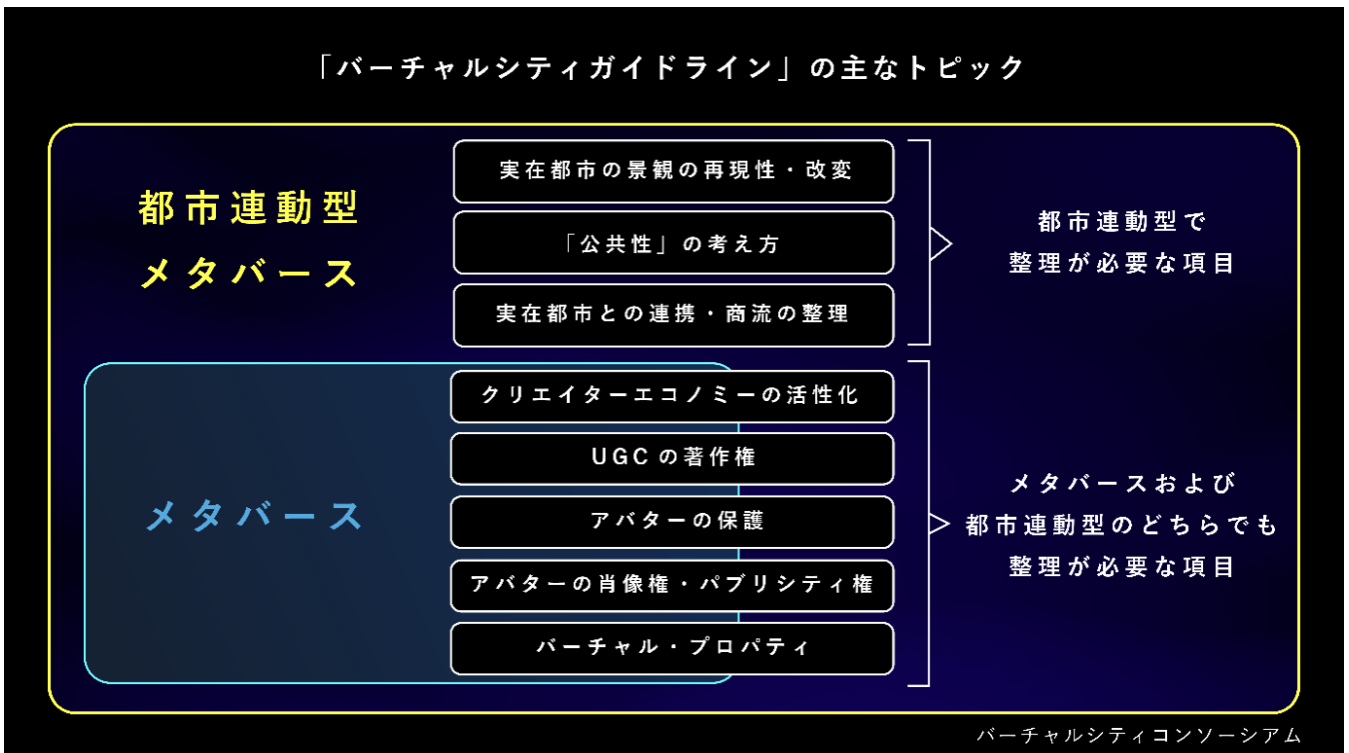 「バーチャルシティガイドライン」の主なトピック
都市連動型
メタバース
実在都市の景観の再現性・改変
「公共性」の考え方
実在都市との連携・商流の整理
都市連動型で
整理が必要な項目
メタバース
クリエイターエコノミーの活性化
UGCの著作権
アバターの保護
アバターの肖像権・パブリシティ権
バーチャル・プロパティ
メタバースおよび
都市連動型のどちらでも
整理が必要な項目
バーチャルシティコンソーシアム